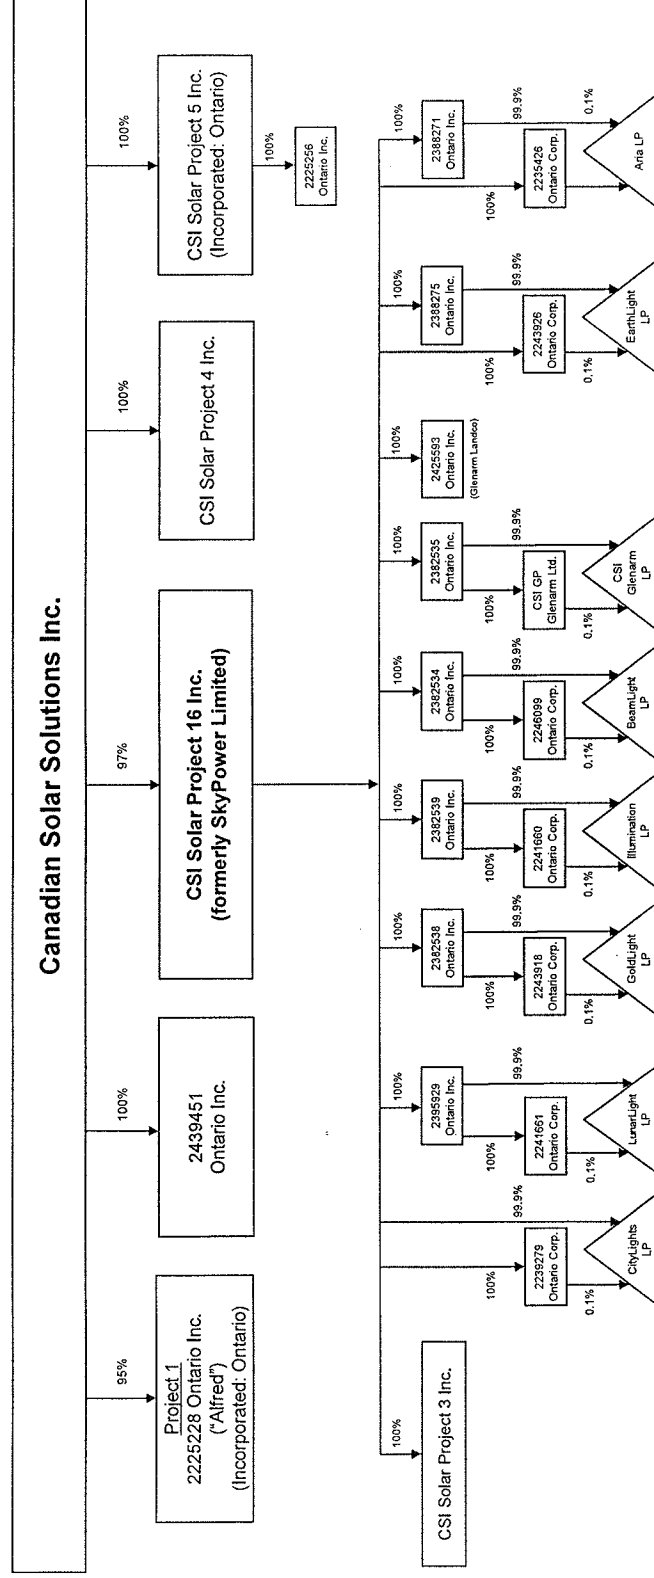 Canadian Solar Solutions Inc.
95%
100%
97%
100%
100%
Project 1
2225228 Ontario Inc.
("Alfred")
(Incorporated: Ontario)
2439451
Ontario Inc.
CSI Solar Project 16 Inc.
(formerly SkyPower Limited)
CSI Solar Project 4 Inc.
CSI Solar Project 5 Inc.
(Incorporated: Ontario)
100%
2225256
Ontario Inc.
100%
CSI Solar Project 3 Inc.
100%
2239279
Ontario Corp.
99.9%
0.1%
CityLights
LP
100%
2395929
Ontario Inc.
100%
2241661
Ontario Corp.
99.9%
0.1%
LunarLight
LP
100%
2382538
Ontario Inc.
100%
2243918
Ontario Corp.
99.9%
0.1%
GoldLight
LP
100%
2382539
Ontario Inc.
100%
2241660
Ontario Corp.
99.9%
0.1%
Illumination
LP
100%
2382534
Ontario Inc.
100%
2246099
Ontario Corp.
99.9%
0.1%
BeamLight
LP
100%
2382535
Ontario Inc.
100%
CSI GP
Glenarm Ltd.
99.9%
0.1%
CSI
Glenarm
LP
100%
2425593
Ontario Inc.
(Glenarm Landco)
100%
2388275
Ontario Inc.
100%
2243926
Ontario Corp.
99.9%
0.1%
EarthLight
LP
100%
2388271
Ontario Inc.
100%
2235426
Ontario Corp.
99.9%
0.1%
Aria LP